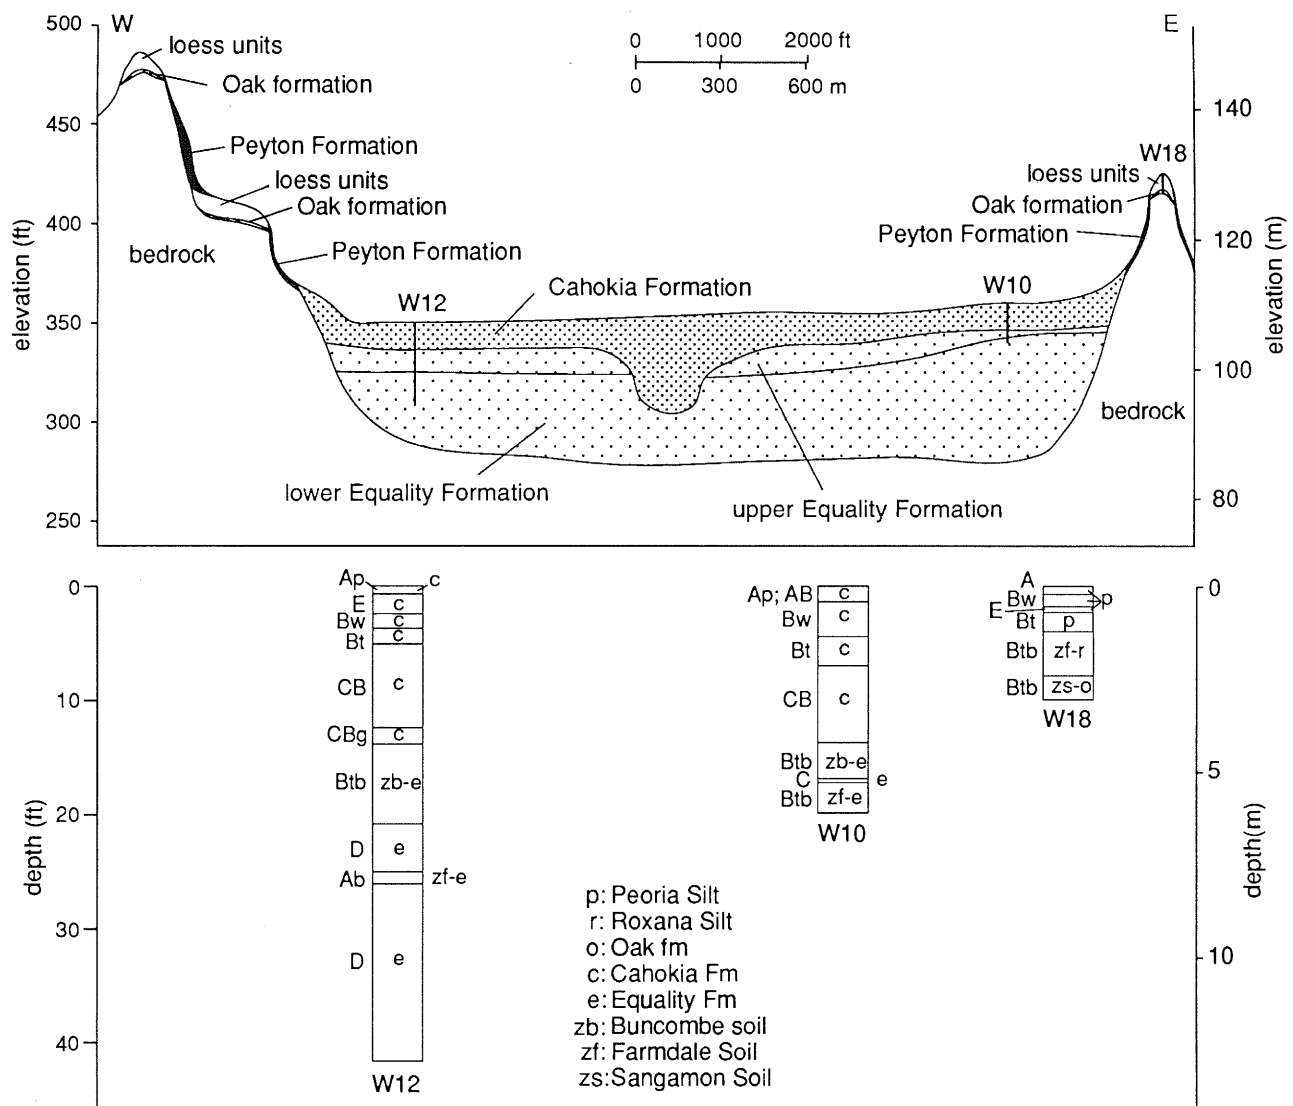 500
W
E
loess units
0 1000 2000 ft
Oak formation
0 300 600 m
140
450
Peyton Formation
W18
loess units
loess units
Oak formation
Oak formation
400
Peyton Formation
120
bedrock
Peyton Formation
elevation (ft)
elevation (m)
W12
Cahokia Formation
W10
350
100
300
bedrock
lower Equality Formation
upper Equality Formation
80
250
0
Ap
c
E
c
Bw
c
Bt
c
CB
c
CBg
c
Btb
zb-e
D
e
Ab
zf-e
D
e
W12
Ap; AB
c
Bw
c
Bt
c
CB
c
Btb
zb-e
C
e
Btb
zf-e
W10
A
Bw
p
E
Bt
p
Btb
zf-r
Btb
zs-o
W18
0
10
5
20
depth (ft)
depth(m)
30
10
40
p: Peoria Silt
r: Roxana Silt
o: Oak fm
c: Cahokia Fm
e: Equality Fm
zb: Buncombe soil
zf: Farmdale Soil
zs:Sangamon Soil